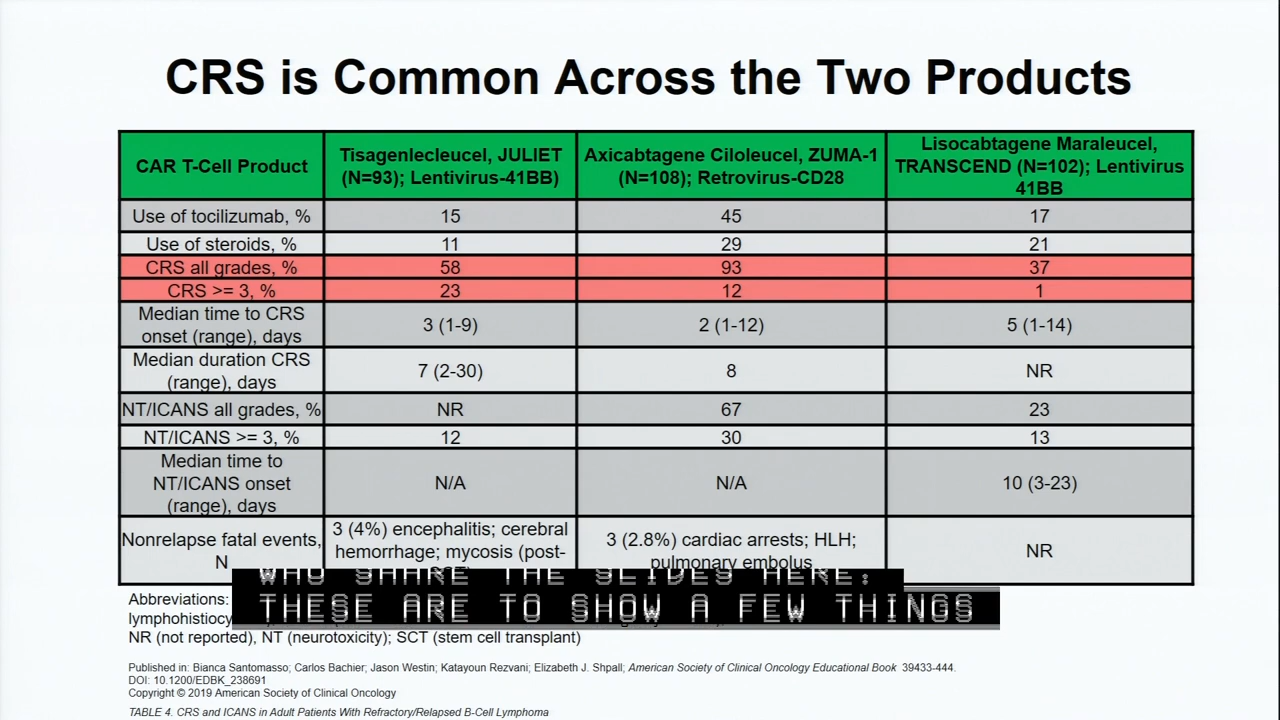 CRS is Common Across the Two Products
CAR T-Cell Product
Tisagenlecleucel, JULIET
(N=93); Lentivirus-41BB)
Axicabtagene Ciloleucel, ZUMA-1
(N=108); Retrovirus-CD28
Lisocabtagene Maraleucel,
TRANSCEND (N=102); Lentivirus
41BB
Use of tocilizumab, % 15 45 17
Use of steroids, % 11 29 21
CRS all grades, % 58 93 37
CRS >= 3, % 23 12 1
Median time to CRS
onset (range), days
3 (1-9) 2 (1-12) 5 (1-14)
Median duration CRS
(range), days
7 (2-30) 8 NR
NT/ICANS all grades, % NR 67 23
NT/ICANS >= 3, % 12 30 13
Median time to
NT/ICANS onset
(range), days
N/A N/A 10 (3-23)
Nonrelapse fatal events,
N
3 (4%) encephalitis; cerebral
hemorrhage; mycosis (post-
3 (2.8%) cardiac arrests; HLH;
pulmonary embolus
NR
WHO SHARE THE SLIDES HERE.
THESE ARE TO SHOW A FEW THINGS
Abbreviations:
NR (not reported), NT (neurotoxicity); SCT (stem cell transplant)
Published in: Bianca Santomasso; Carlos Bachier; Jason Westin; Katayoun Rezvani; Elizabeth J. Shpall; American Society of Clinical Oncology Educational Book 39433-444.
DOI: 10.1200/EDBK_238691
Copyright © 2019 American Society of Clinical Oncology
TABLE 4. CRS and ICANS in Adult Patients With Refractory/Relapsed B-Cell Lymphoma